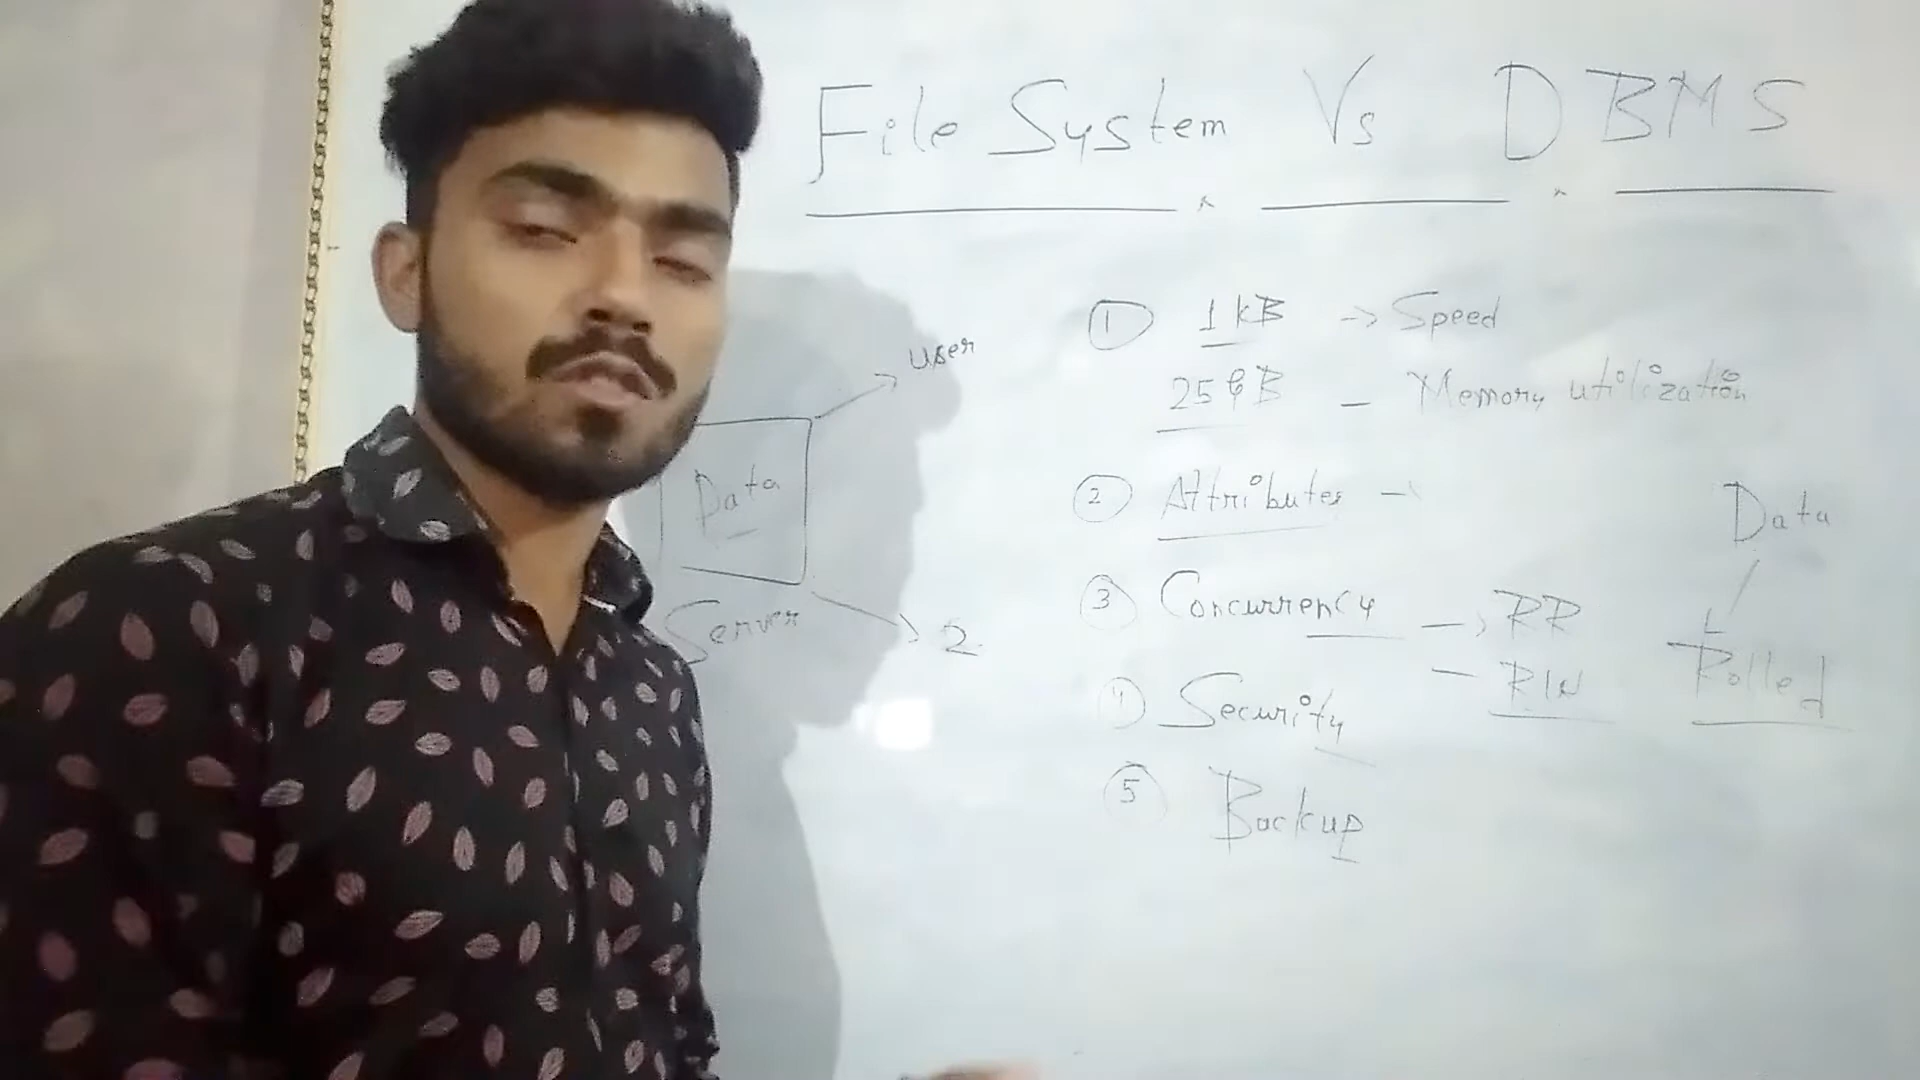 File System Vs DBMS
user
Data
Server
2
① 1 kB -> Speed
25 GB - Memory utilization
② Attributes -
③ Concurrency -> RR
- RW
④ Security
⑤ Backup
Data
Rolled